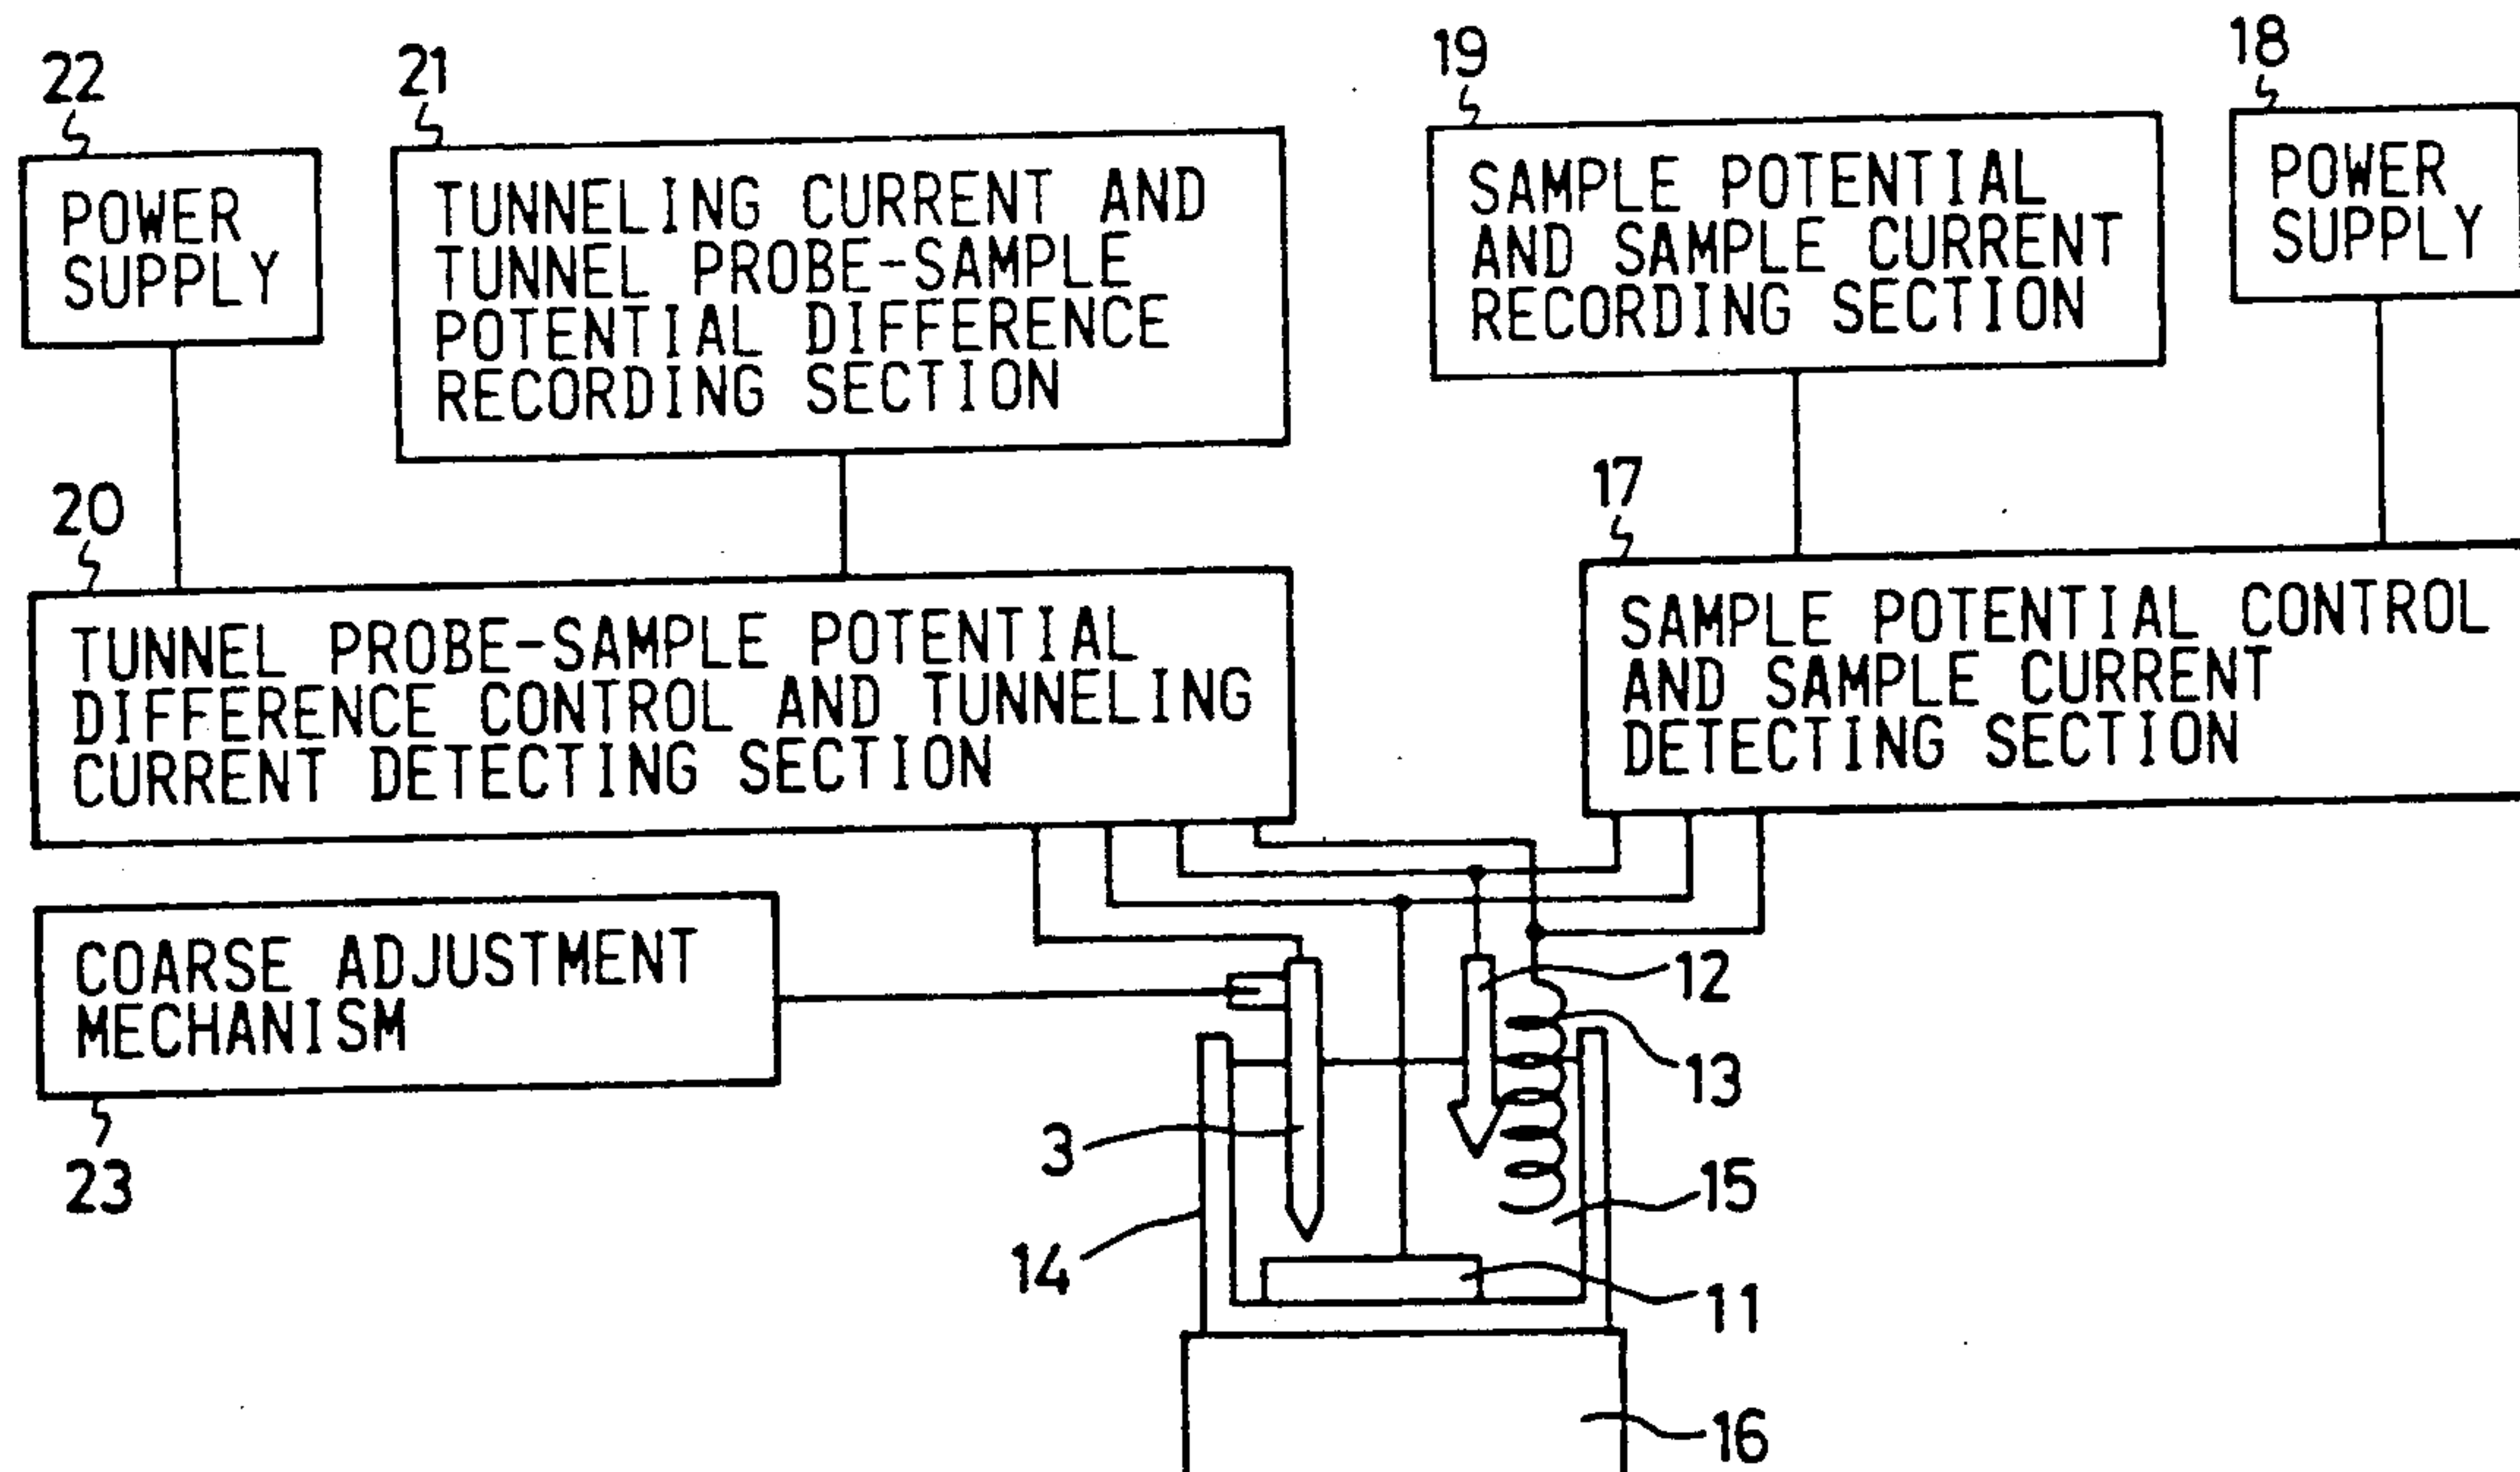 22
POWER
SUPPLY
21
TUNNELING CURRENT AND
TUNNEL PROBE-SAMPLE
POTENTIAL DIFFERENCE
RECORDING SECTION
19
SAMPLE POTENTIAL
AND SAMPLE CURRENT
RECORDING SECTION
18
POWER
SUPPLY
20
TUNNEL PROBE-SAMPLE POTENTIAL
DIFFERENCE CONTROL AND TUNNELING
CURRENT DETECTING SECTION
17
SAMPLE POTENTIAL CONTROL
AND SAMPLE CURRENT
DETECTING SECTION
COARSE ADJUSTMENT
MECHANISM
23
12
13
3
15
14
11
16